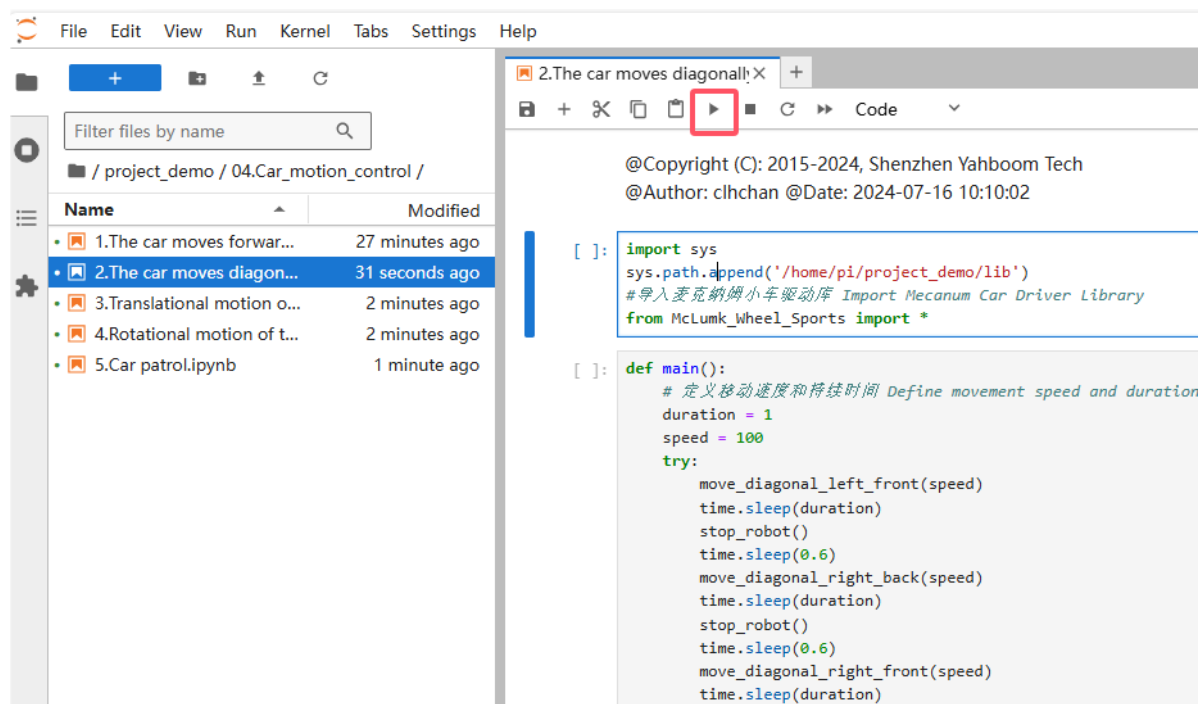 File Edit View Run Kernel Tabs Settings Help
Filter files by name
/ project_demo / 04.Car_motion_control /
Name Modified
1.The car moves forwar... 27 minutes ago
2.The car moves diagon... 31 seconds ago
3.Translational motion o... 2 minutes ago
4.Rotational motion of t... 2 minutes ago
5.Car patrol.ipynb 1 minute ago
2.The car moves diagonally
Code
@Copyright (C): 2015-2024, Shenzhen Yahboom Tech
@Author: clhchan @Date: 2024-07-16 10:10:02
[ ]:
import sys
sys.path.append('/home/pi/project_demo/lib')
#导入麦克纳姆小车驱动库 Import Mecanum Car Driver Library
from McLumk_Wheel_Sports import *
[ ]:
def main():
# 定义移动速度和持续时间 Define movement speed and duration
duration = 1
speed = 100
try:
move_diagonal_left_front(speed)
time.sleep(duration)
stop_robot()
time.sleep(0.6)
move_diagonal_right_back(speed)
time.sleep(duration)
stop_robot()
time.sleep(0.6)
move_diagonal_right_front(speed)
time.sleep(duration)